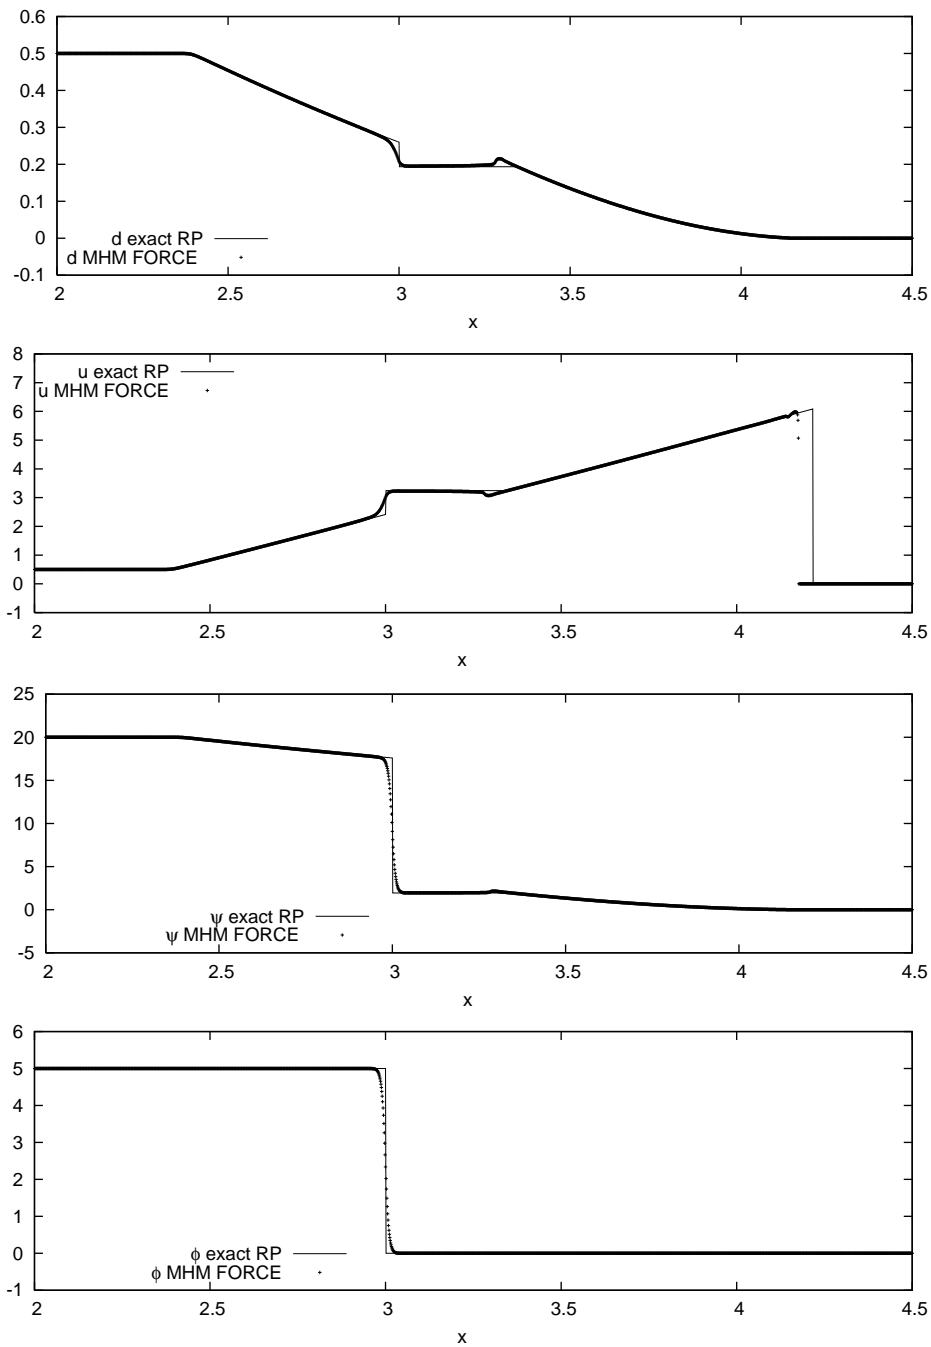 0.6
0.5
0.4
0.3
0.2
0.1
0
-0.1
d exact RP
d MHM FORCE
2 2.5 3 3.5 4 4.5
x
8
7
6
5
4
3
2
1
0
-1
u exact RP
u MHM FORCE
2 2.5 3 3.5 4 4.5
x
25
20
15
10
5
0
-5
ψ exact RP
ψ MHM FORCE
2 2.5 3 3.5 4 4.5
x
6
5
4
3
2
1
0
-1
ϕ exact RP
ϕ MHM FORCE
2 2.5 3 3.5 4 4.5
x